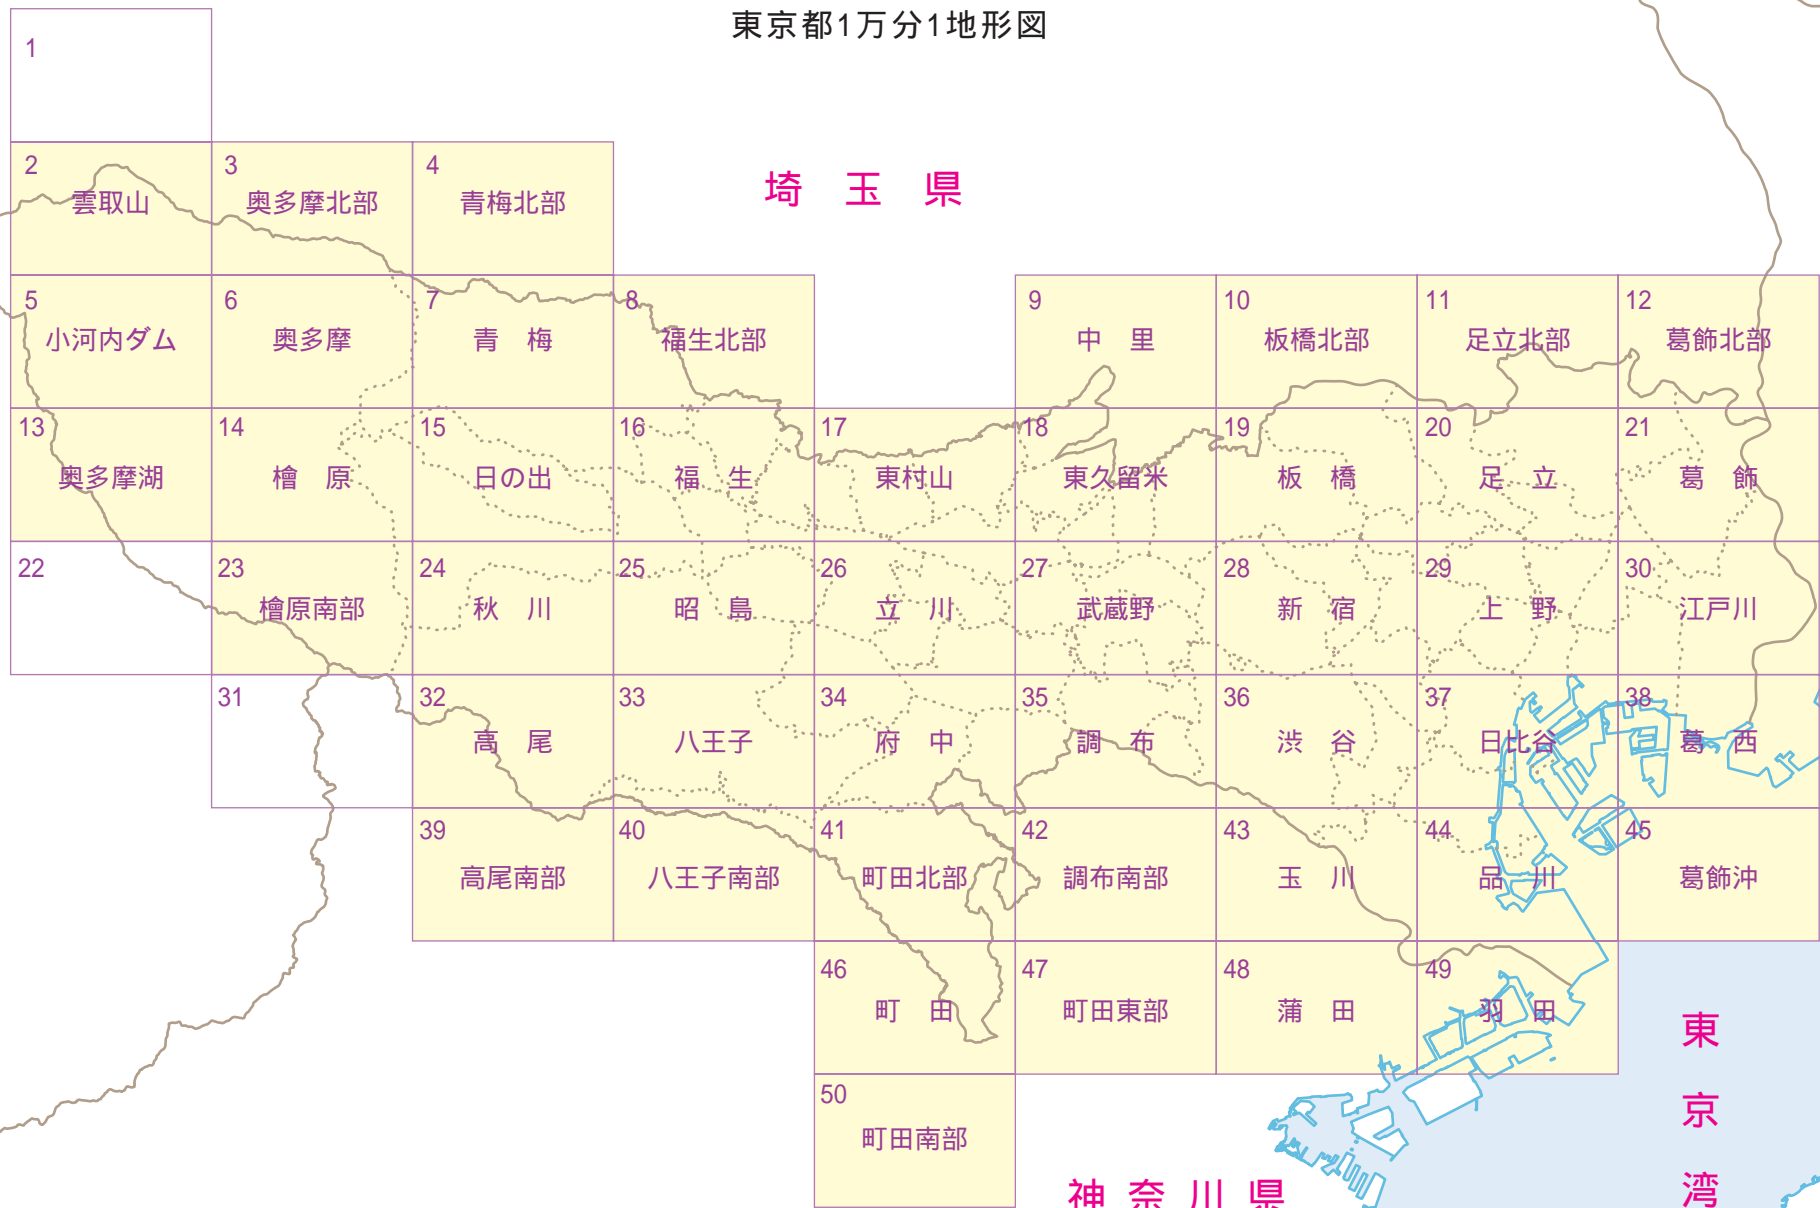 東京都1万分1地形図
1
2 雲取山
3 奥多摩北部
4 青梅北部
埼 玉 県
5 小河内ダム
6 奥多摩
7 青 梅
8 福生北部
9 中 里
10 板橋北部
11 足立北部
12 葛飾北部
13 奥多摩湖
14 檜 原
15 日の出
16 福 生
17 東村山
18 東久留米
19 板 橋
20 足 立
21 葛 飾
22
23 檜原南部
24 秋 川
25 昭 島
26 立 川
27 武蔵野
28 新 宿
29 上 野
30 江戸川
31
32 高 尾
33 八王子
34 府 中
35 調 布
36 渋 谷
37 日比谷
38 葛 西
39 高尾南部
40 八王子南部
41 町田北部
42 調布南部
43 玉 川
44 品 川
45 葛飾沖
46 町 田
47 町田東部
48 蒲 田
49 羽 田
50 町田南部
東京湾
神奈川県